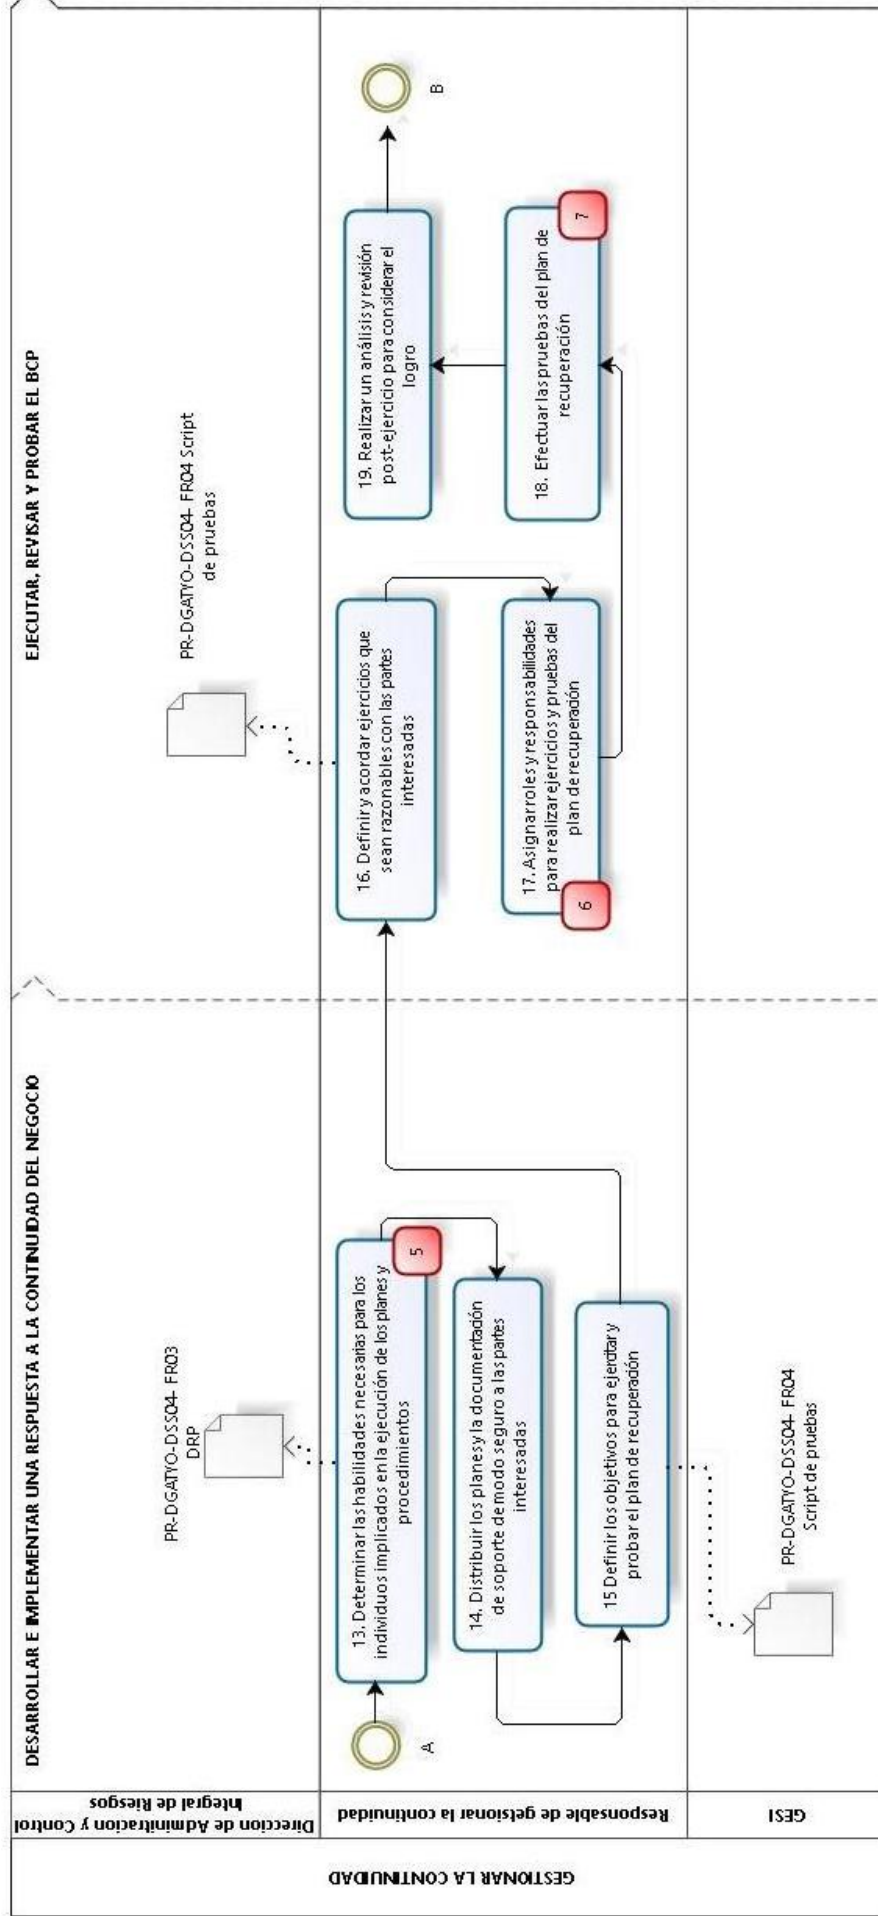 GESTIONAR LA CONTINUIDAD
Direccion de Adminitracion y Control
Integral de Riesgos
Responsable de getsionar la continuidad
GESI
DESARROLLAR E IMPLEMENTAR UNA RESPUESTA A LA CONTINUIDAD DEL NEGOCIO
PR-DGATYO-DSS04- FR03
DRP
A
13. Determinar las habilidades necesarias para los
individuos implicados en la ejecución de los planes y
procedimientos
5
14. Distribuir los planes y la documentación
de soporte de modo seguro a las partes
interesadas
15 Definir los objetivos para ejercitar y
probar el plan de recuperación
PR-DGATYO-DSS04- FR04
Script de pruebas
EJECUTAR, REVISAR Y PROBAR EL BCP
PR-DGATYO-DSS04- FR04 Script
de pruebas
16. Definir y acordar ejercicios que
sean razonables con las partes
interesadas
17. Asignar roles y responsabilidades
para realizar ejercicios y pruebas del
plan de recuperación
6
18. Efectuar las pruebas del plan de
recuperación
7
19. Realizar un análisis y revisión
post-ejercicio para considerar el
logro
B